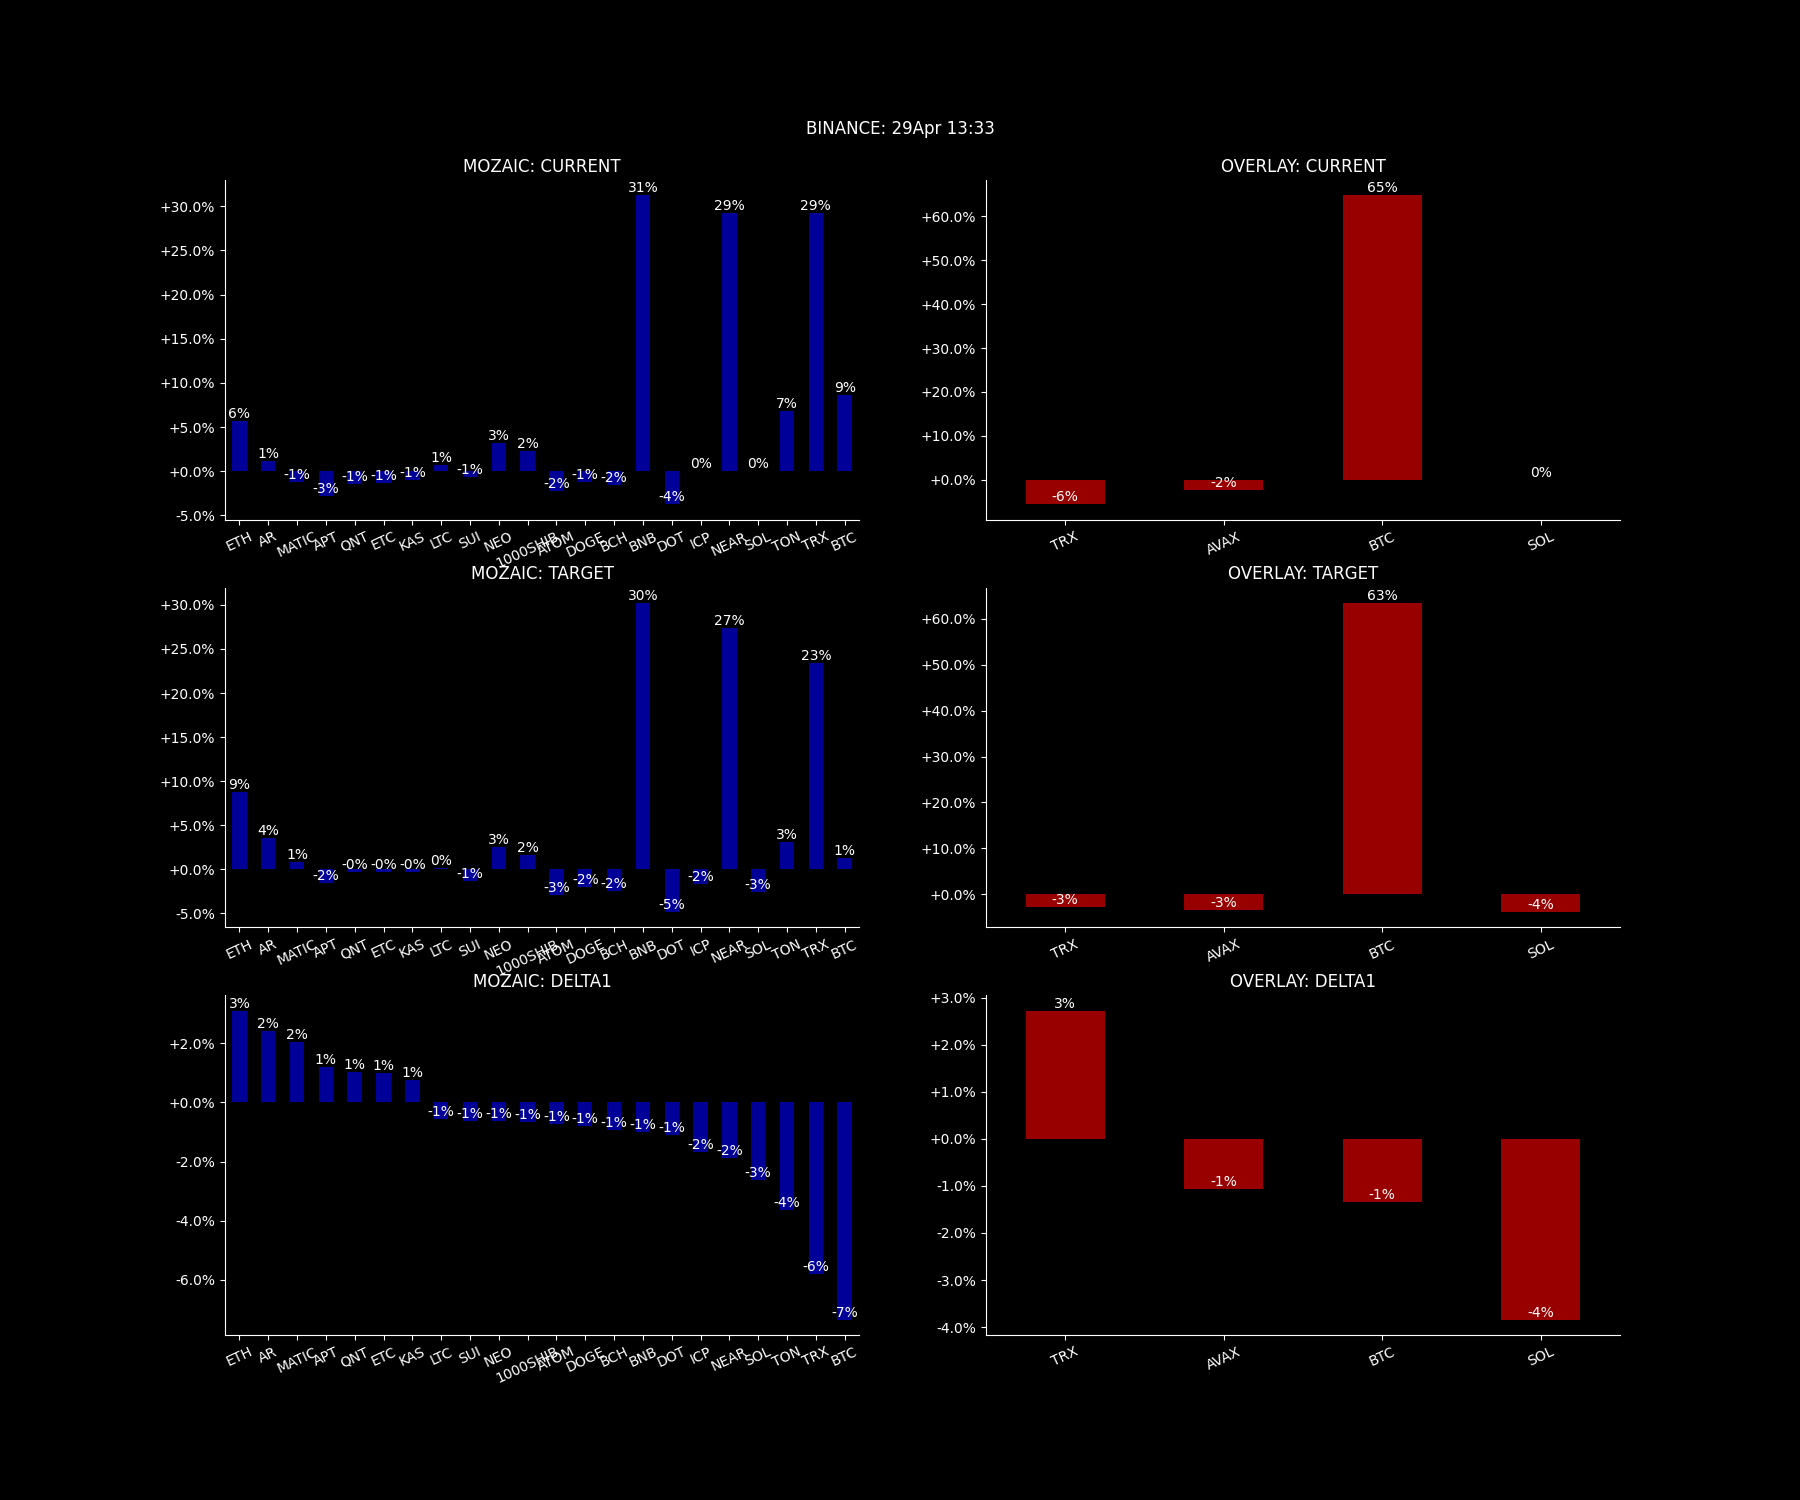 BINANCE: 29Apr 13:33
MOZAIC: CURRENT
+30.0%
+25.0%
+20.0%
+15.0%
+10.0%
+5.0%
+0.0%
-5.0%
6% 1% -1% -3% -1% -1% -1% 1% -1% 3% 2% -2% -1% -2% 31% -4% 0% 29% 0% 7% 29% 9%
ETH AR MATIC APT QNT ETC KAS LTC SUI NEO 1000SHIB ATOM DOGE BCH BNB DOT ICP NEAR SOL TON TRX BTC
OVERLAY: CURRENT
+60.0%
+50.0%
+40.0%
+30.0%
+20.0%
+10.0%
+0.0%
-6% -2% 65% 0%
TRX AVAX BTC SOL
MOZAIC: TARGET
+30.0%
+25.0%
+20.0%
+15.0%
+10.0%
+5.0%
+0.0%
-5.0%
9% 4% 1% -2% -0% -0% -0% 0% -1% 3% 2% -3% -2% -2% 30% -5% -2% 27% -3% 3% 23% 1%
ETH AR MATIC APT QNT ETC KAS LTC SUI NEO 1000SHIB ATOM DOGE BCH BNB DOT ICP NEAR SOL TON TRX BTC
OVERLAY: TARGET
+60.0%
+50.0%
+40.0%
+30.0%
+20.0%
+10.0%
+0.0%
-3% -3% 63% -4%
TRX AVAX BTC SOL
MOZAIC: DELTA1
+2.0%
+0.0%
-2.0%
-4.0%
-6.0%
3% 2% 2% 1% 1% 1% 1% -1% -1% -1% -1% -1% -1% -1% -1% -1% -2% -2% -3% -4% -6% -7%
ETH AR MATIC APT QNT ETC KAS LTC SUI NEO 1000SHIB ATOM DOGE BCH BNB DOT ICP NEAR SOL TON TRX BTC
OVERLAY: DELTA1
+3.0%
+2.0%
+1.0%
+0.0%
-1.0%
-2.0%
-3.0%
-4.0%
3% -1% -1% -4%
TRX AVAX BTC SOL